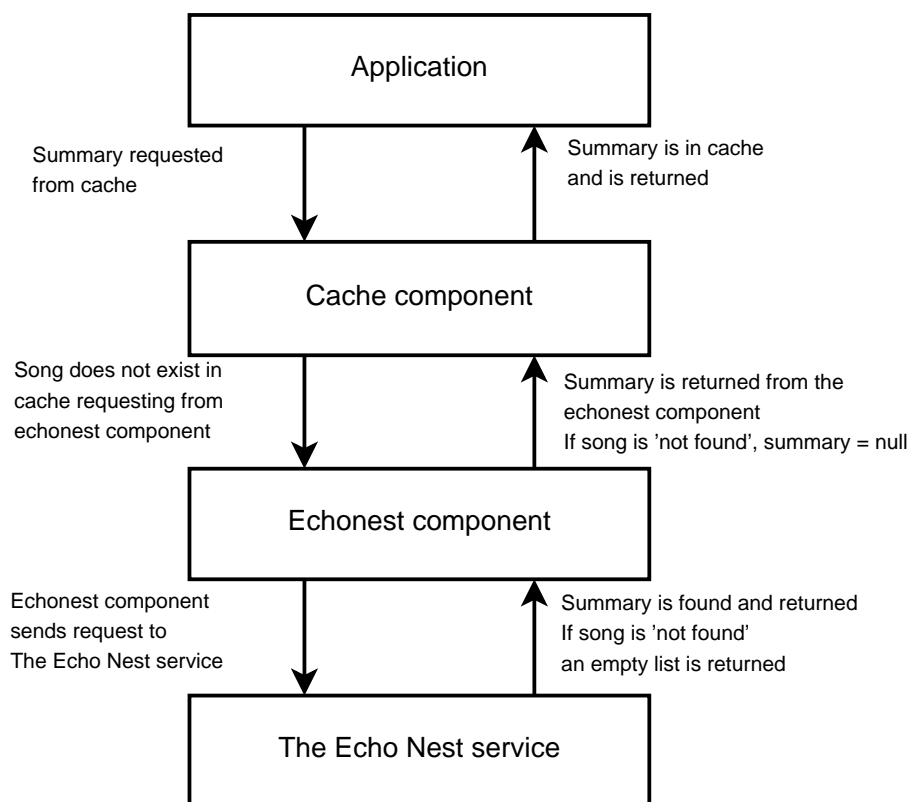 Application
Summary requested
from cache
Summary is in cache
and is returned
Cache component
Song does not exist in
cache requesting from
echonest component
Summary is returned from the
echonest component
If song is ’not found’, summary = null
Echonest component
Echonest component
sends request to
The Echo Nest service
Summary is found and returned
If song is ’not found’
an empty list is returned
The Echo Nest service